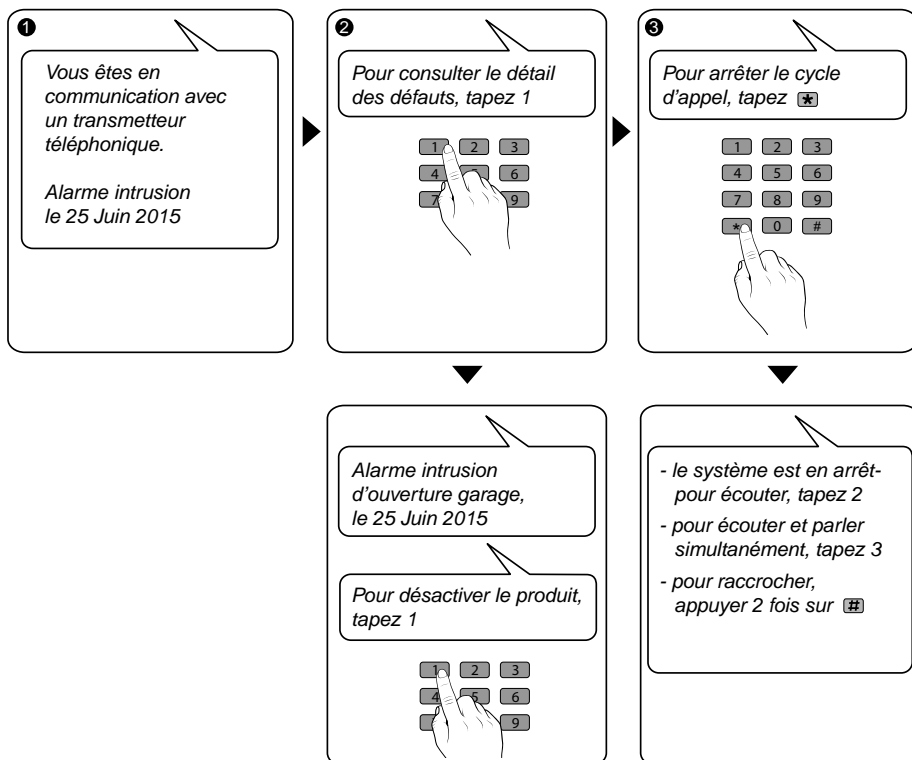 1
Vous êtes en
communication avec
un transmetteur
téléphonique.
Alarme intrusion
le 25 Juin 2015
2
Pour consulter le détail
des défauts, tapez 1
1 2 3
4 5 6
7 9
3
Pour arrêter le cycle
d'appel, tapez *
1 2 3
4 5 6
7 8 9
* 0 #
Alarme intrusion
d'ouverture garage,
le 25 Juin 2015
Pour désactiver le produit,
tapez 1
1 2 3
4 5 6
9
- le système est en arrêt-
pour écouter, tapez 2
- pour écouter et parler
simultanément, tapez 3
- pour raccrocher,
appuyer 2 fois sur #